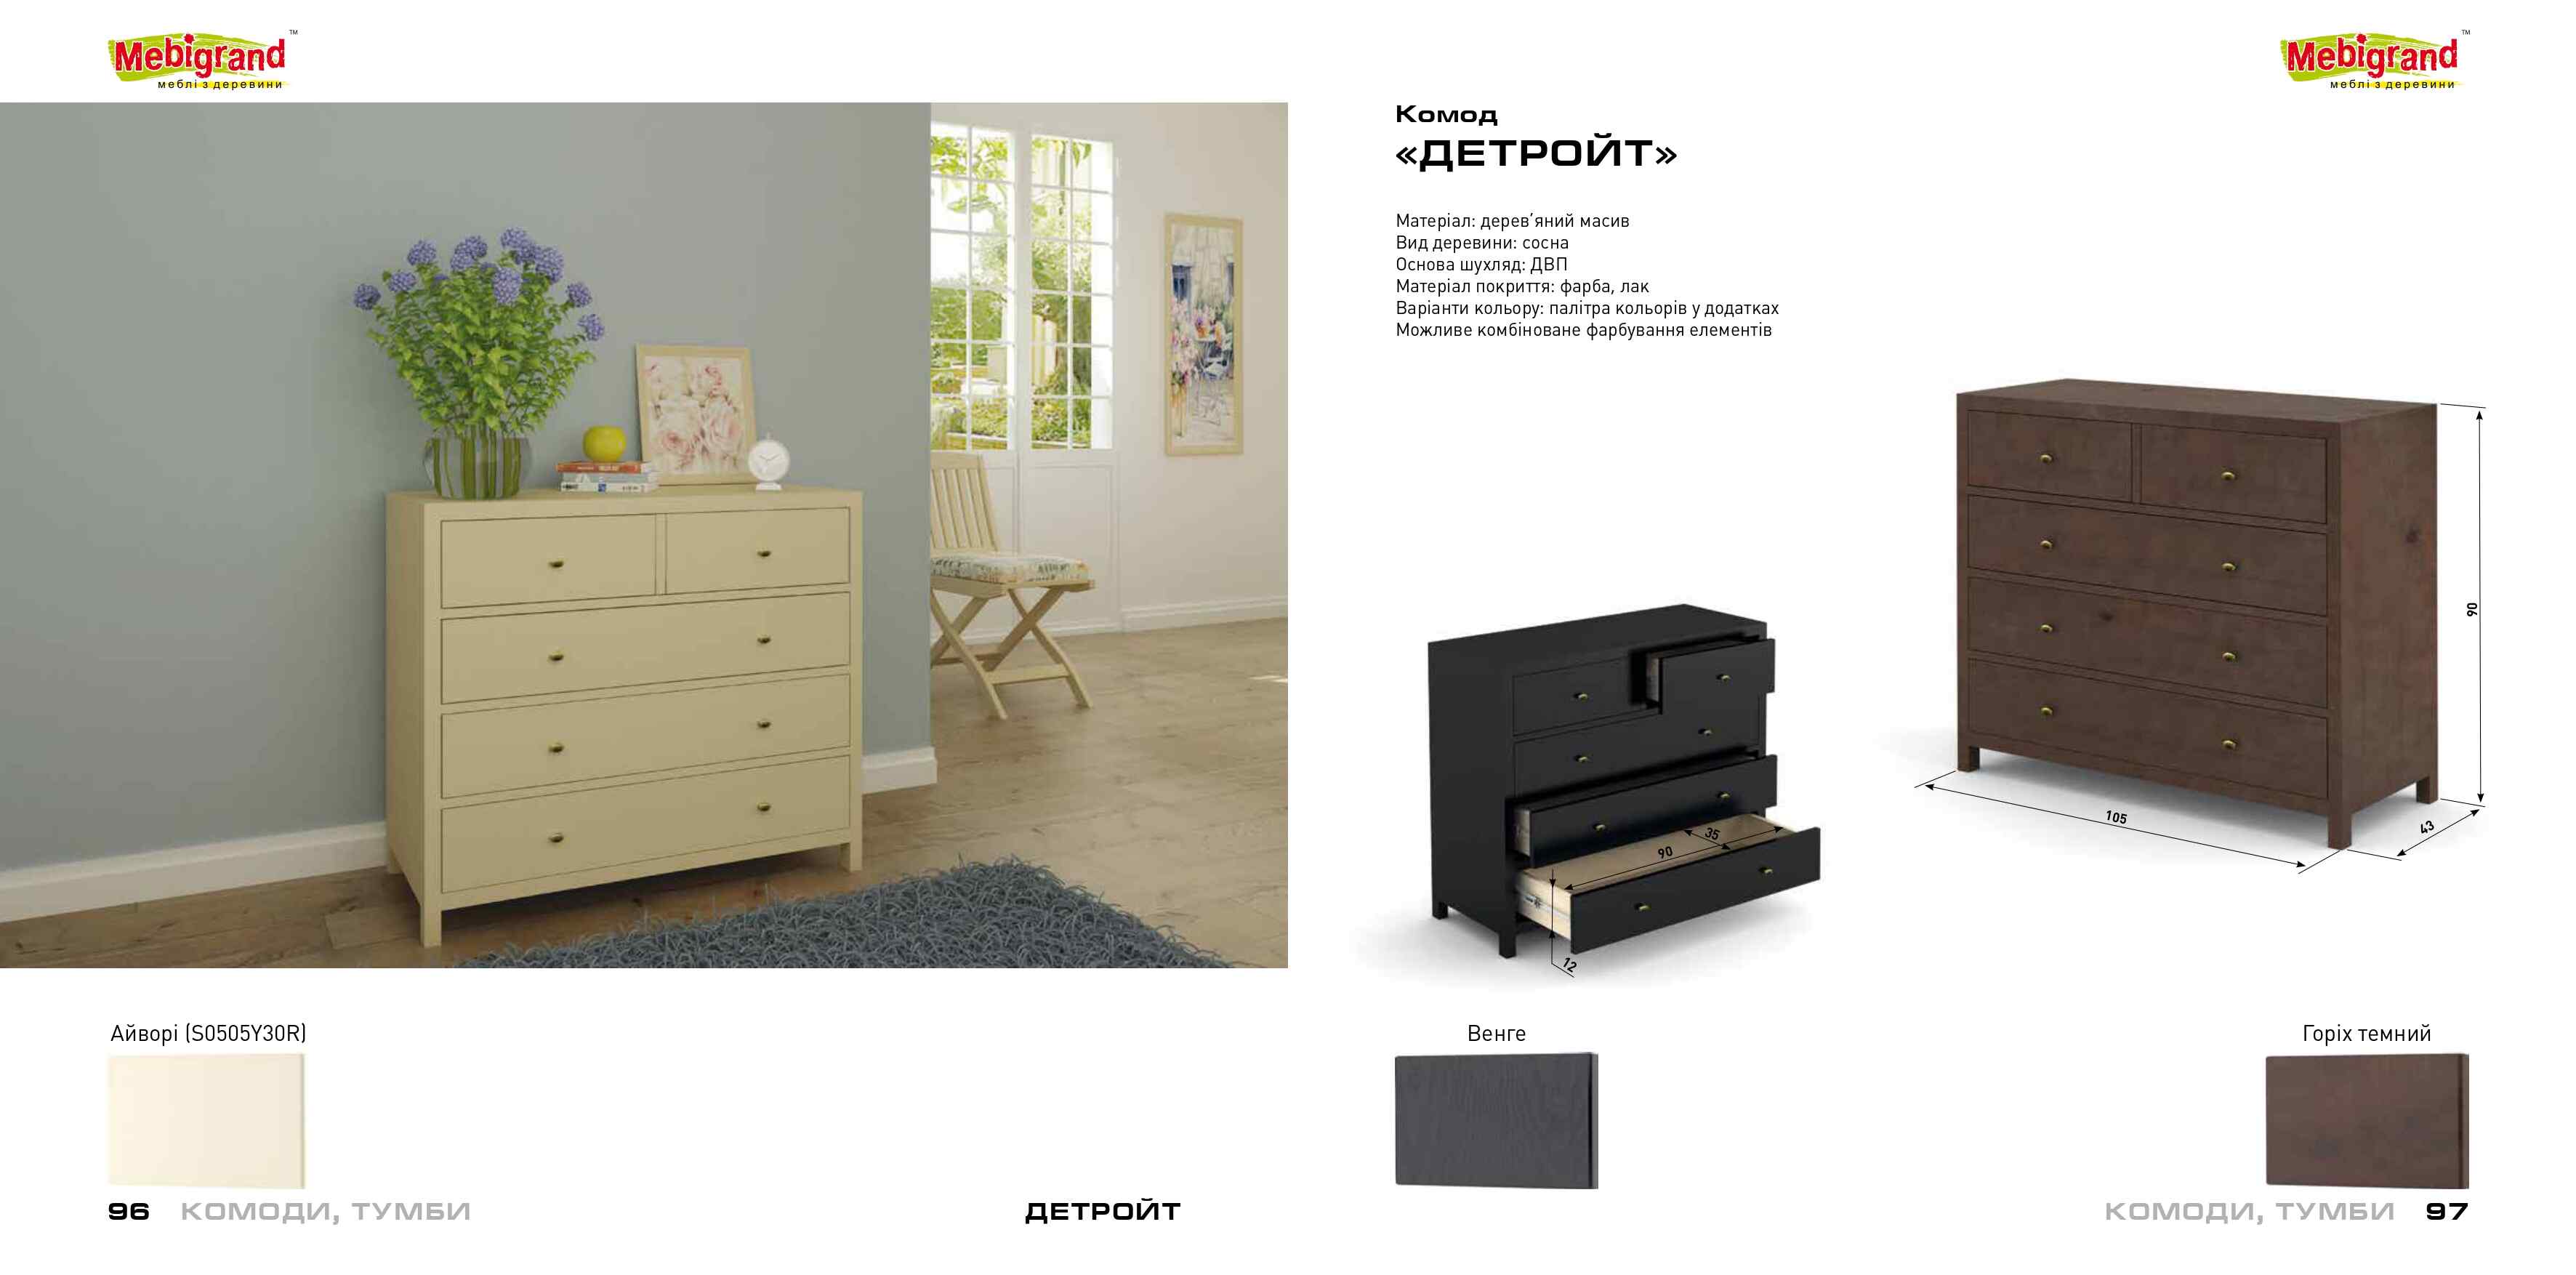 Mebigrand
TM
меблі з деревини
Айворі (S0505Y30R)
96 КОМОДИ, ТУМБИ
ДЕТРОЙТ
Mebigrand
TM
меблі з деревини
Комод
«ДЕТРОЙТ»
Матеріал: дерев’яний масив
Вид деревини: сосна
Основа шухляд: ДВП
Матеріал покриття: фарба, лак
Варіанти кольору: палітра кольорів у додатках
Можливе комбіноване фарбування елементів
35
90
12
90
105
43
Венге
Горіх темний
КОМОДИ, ТУМБИ 97